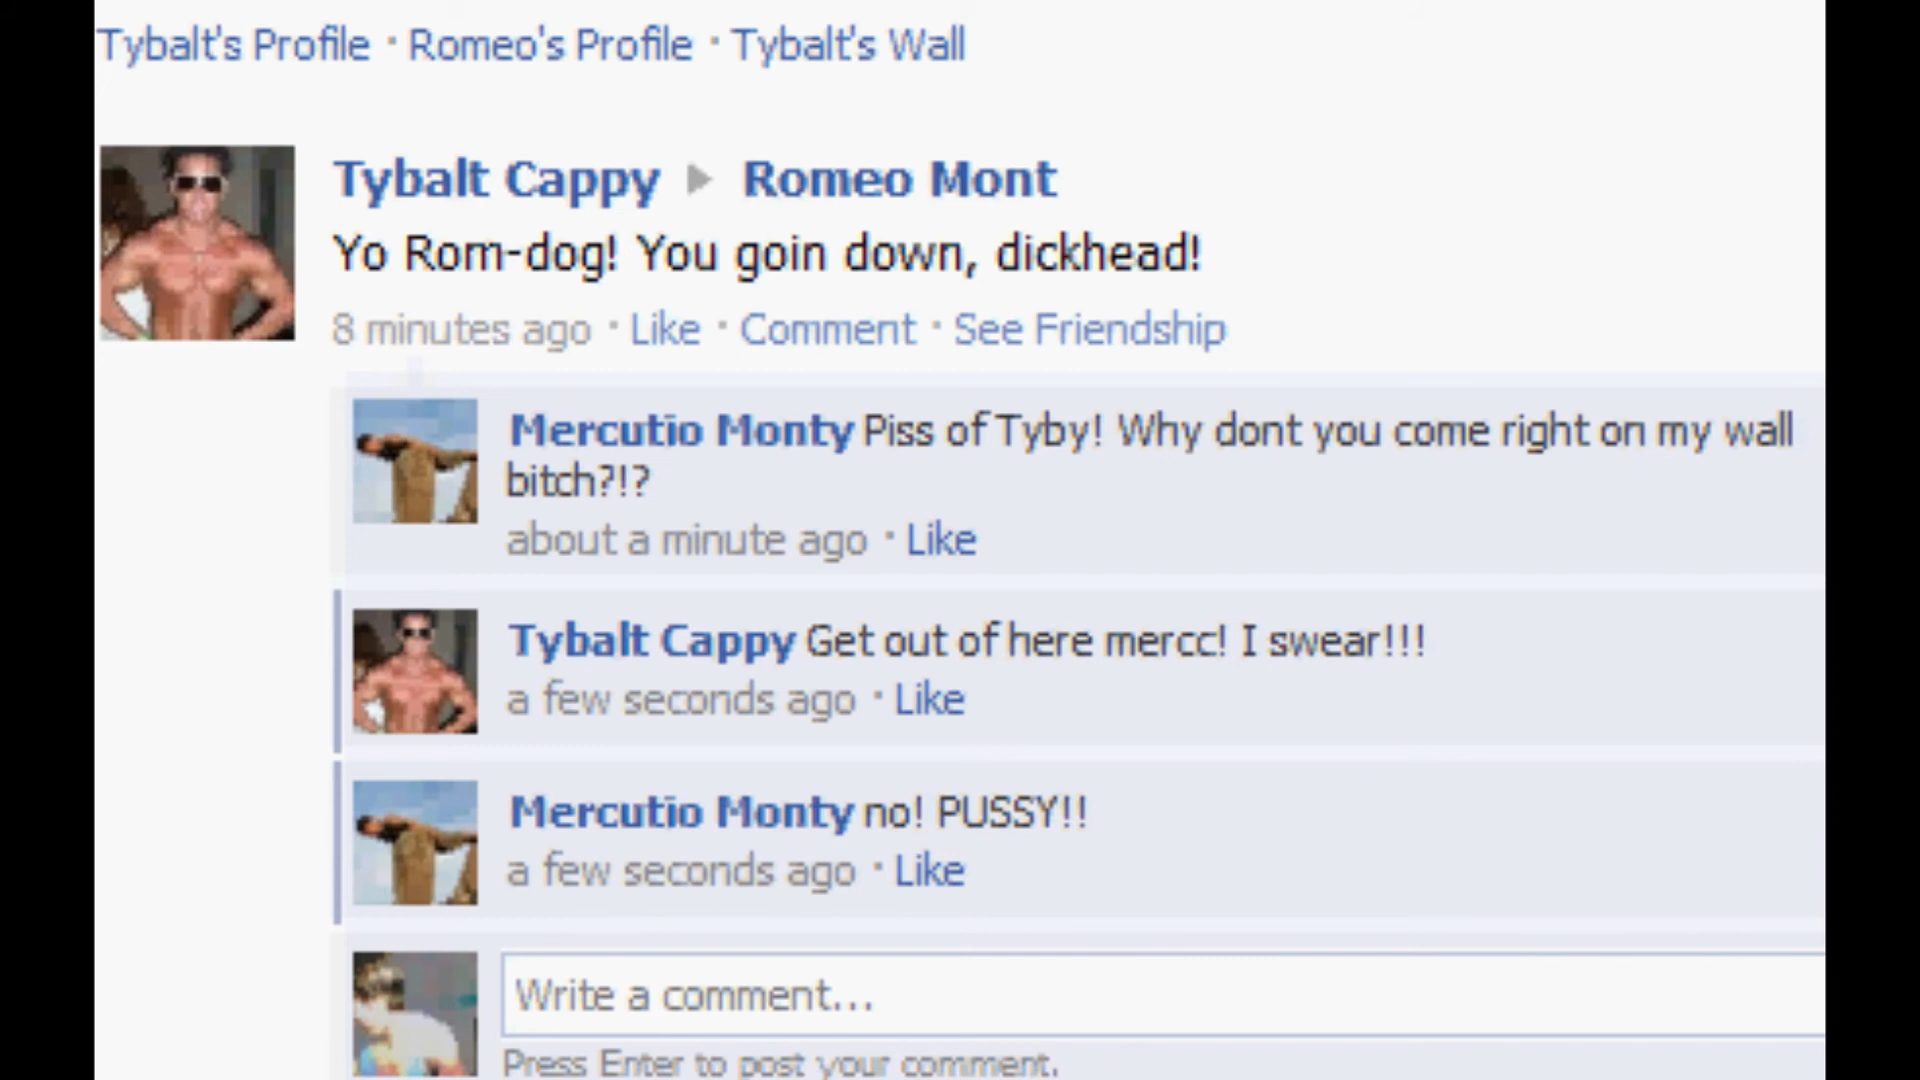 Tybalt's Profile · Romeo's Profile · Tybalt's Wall
Tybalt Cappy ▶ Romeo Mont
Yo Rom-dog! You goin down, dickhead!
8 minutes ago · Like · Comment · See Friendship
Mercutio Monty Piss of Tyby! Why dont you come right on my wall
bitch?!?
about a minute ago · Like
Tybalt Cappy Get out of here mercc! I swear!!!
a few seconds ago · Like
Mercutio Monty no! PUSSY!!
a few seconds ago · Like
Write a comment...
Press Enter to post your comment.